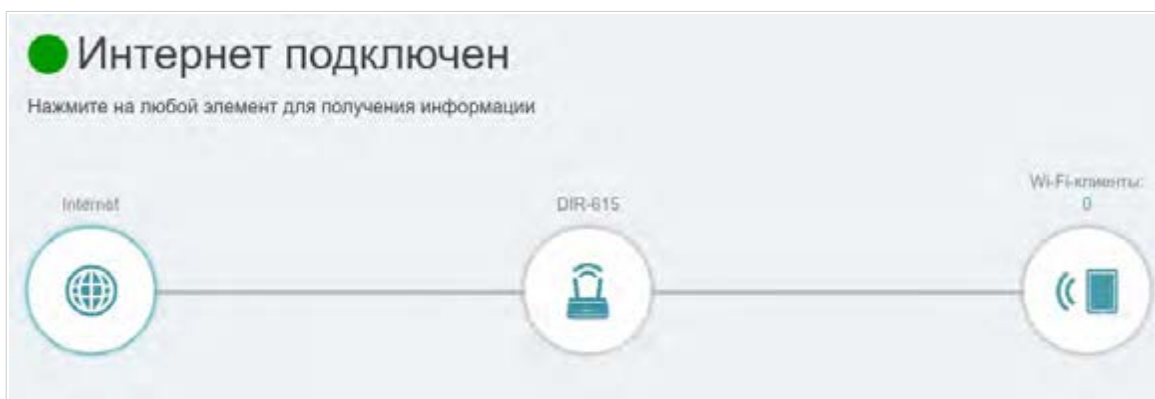 Интернет подключен
Нажмите на любой элемент для получения информации
Internet
DIR-615
Wi-Fi-клиенты:
0